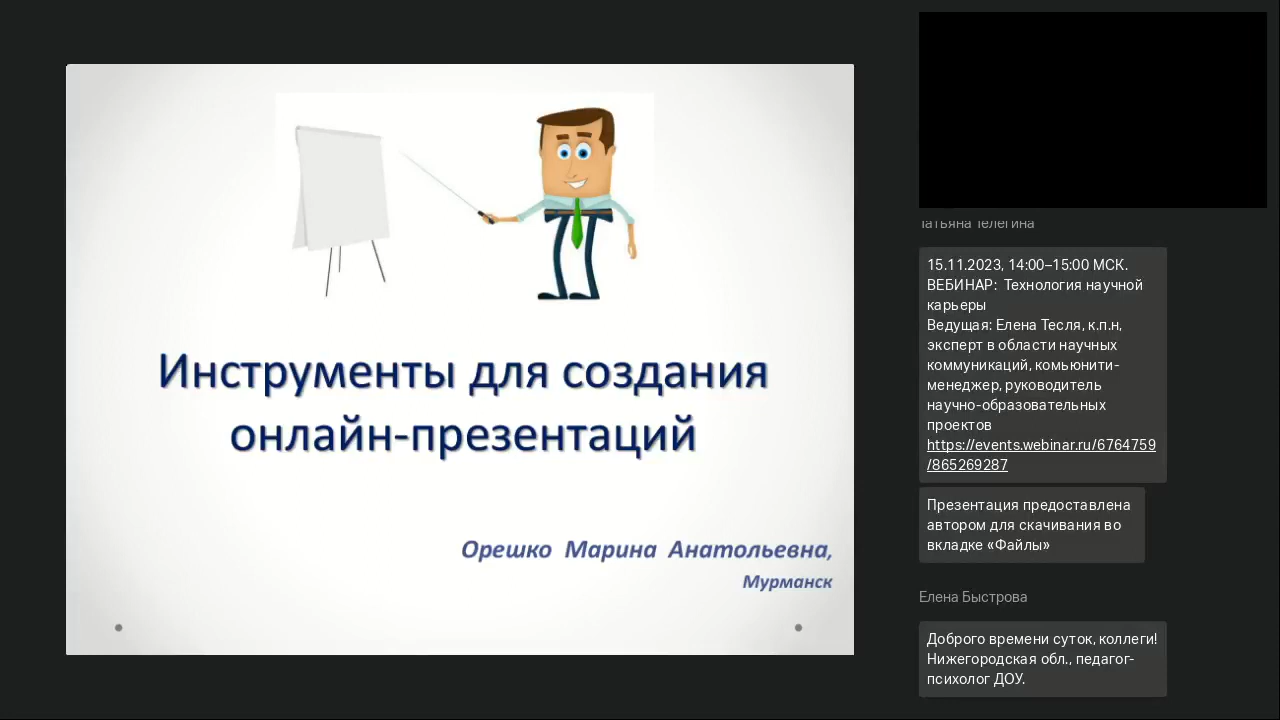 Инструменты для создания
онлайн-презентаций
Орешко Марина Анатольевна,
Мурманск
Татьяна Телегина
15.11.2023, 14:00–15:00 МСК.
ВЕБИНАР: Технология научной
карьеры
Ведущая: Елена Тесля, к.п.н,
эксперт в области научных
коммуникаций, комьюнити-
менеджер, руководитель
научно-образовательных
проектов
https://events.webinar.ru/6764759
/865269287
Презентация предоставлена
автором для скачивания во
вкладке «Файлы»
Елена Быстрова
Доброго времени суток, коллеги!
Нижегородская обл., педагог-
психолог ДОУ.